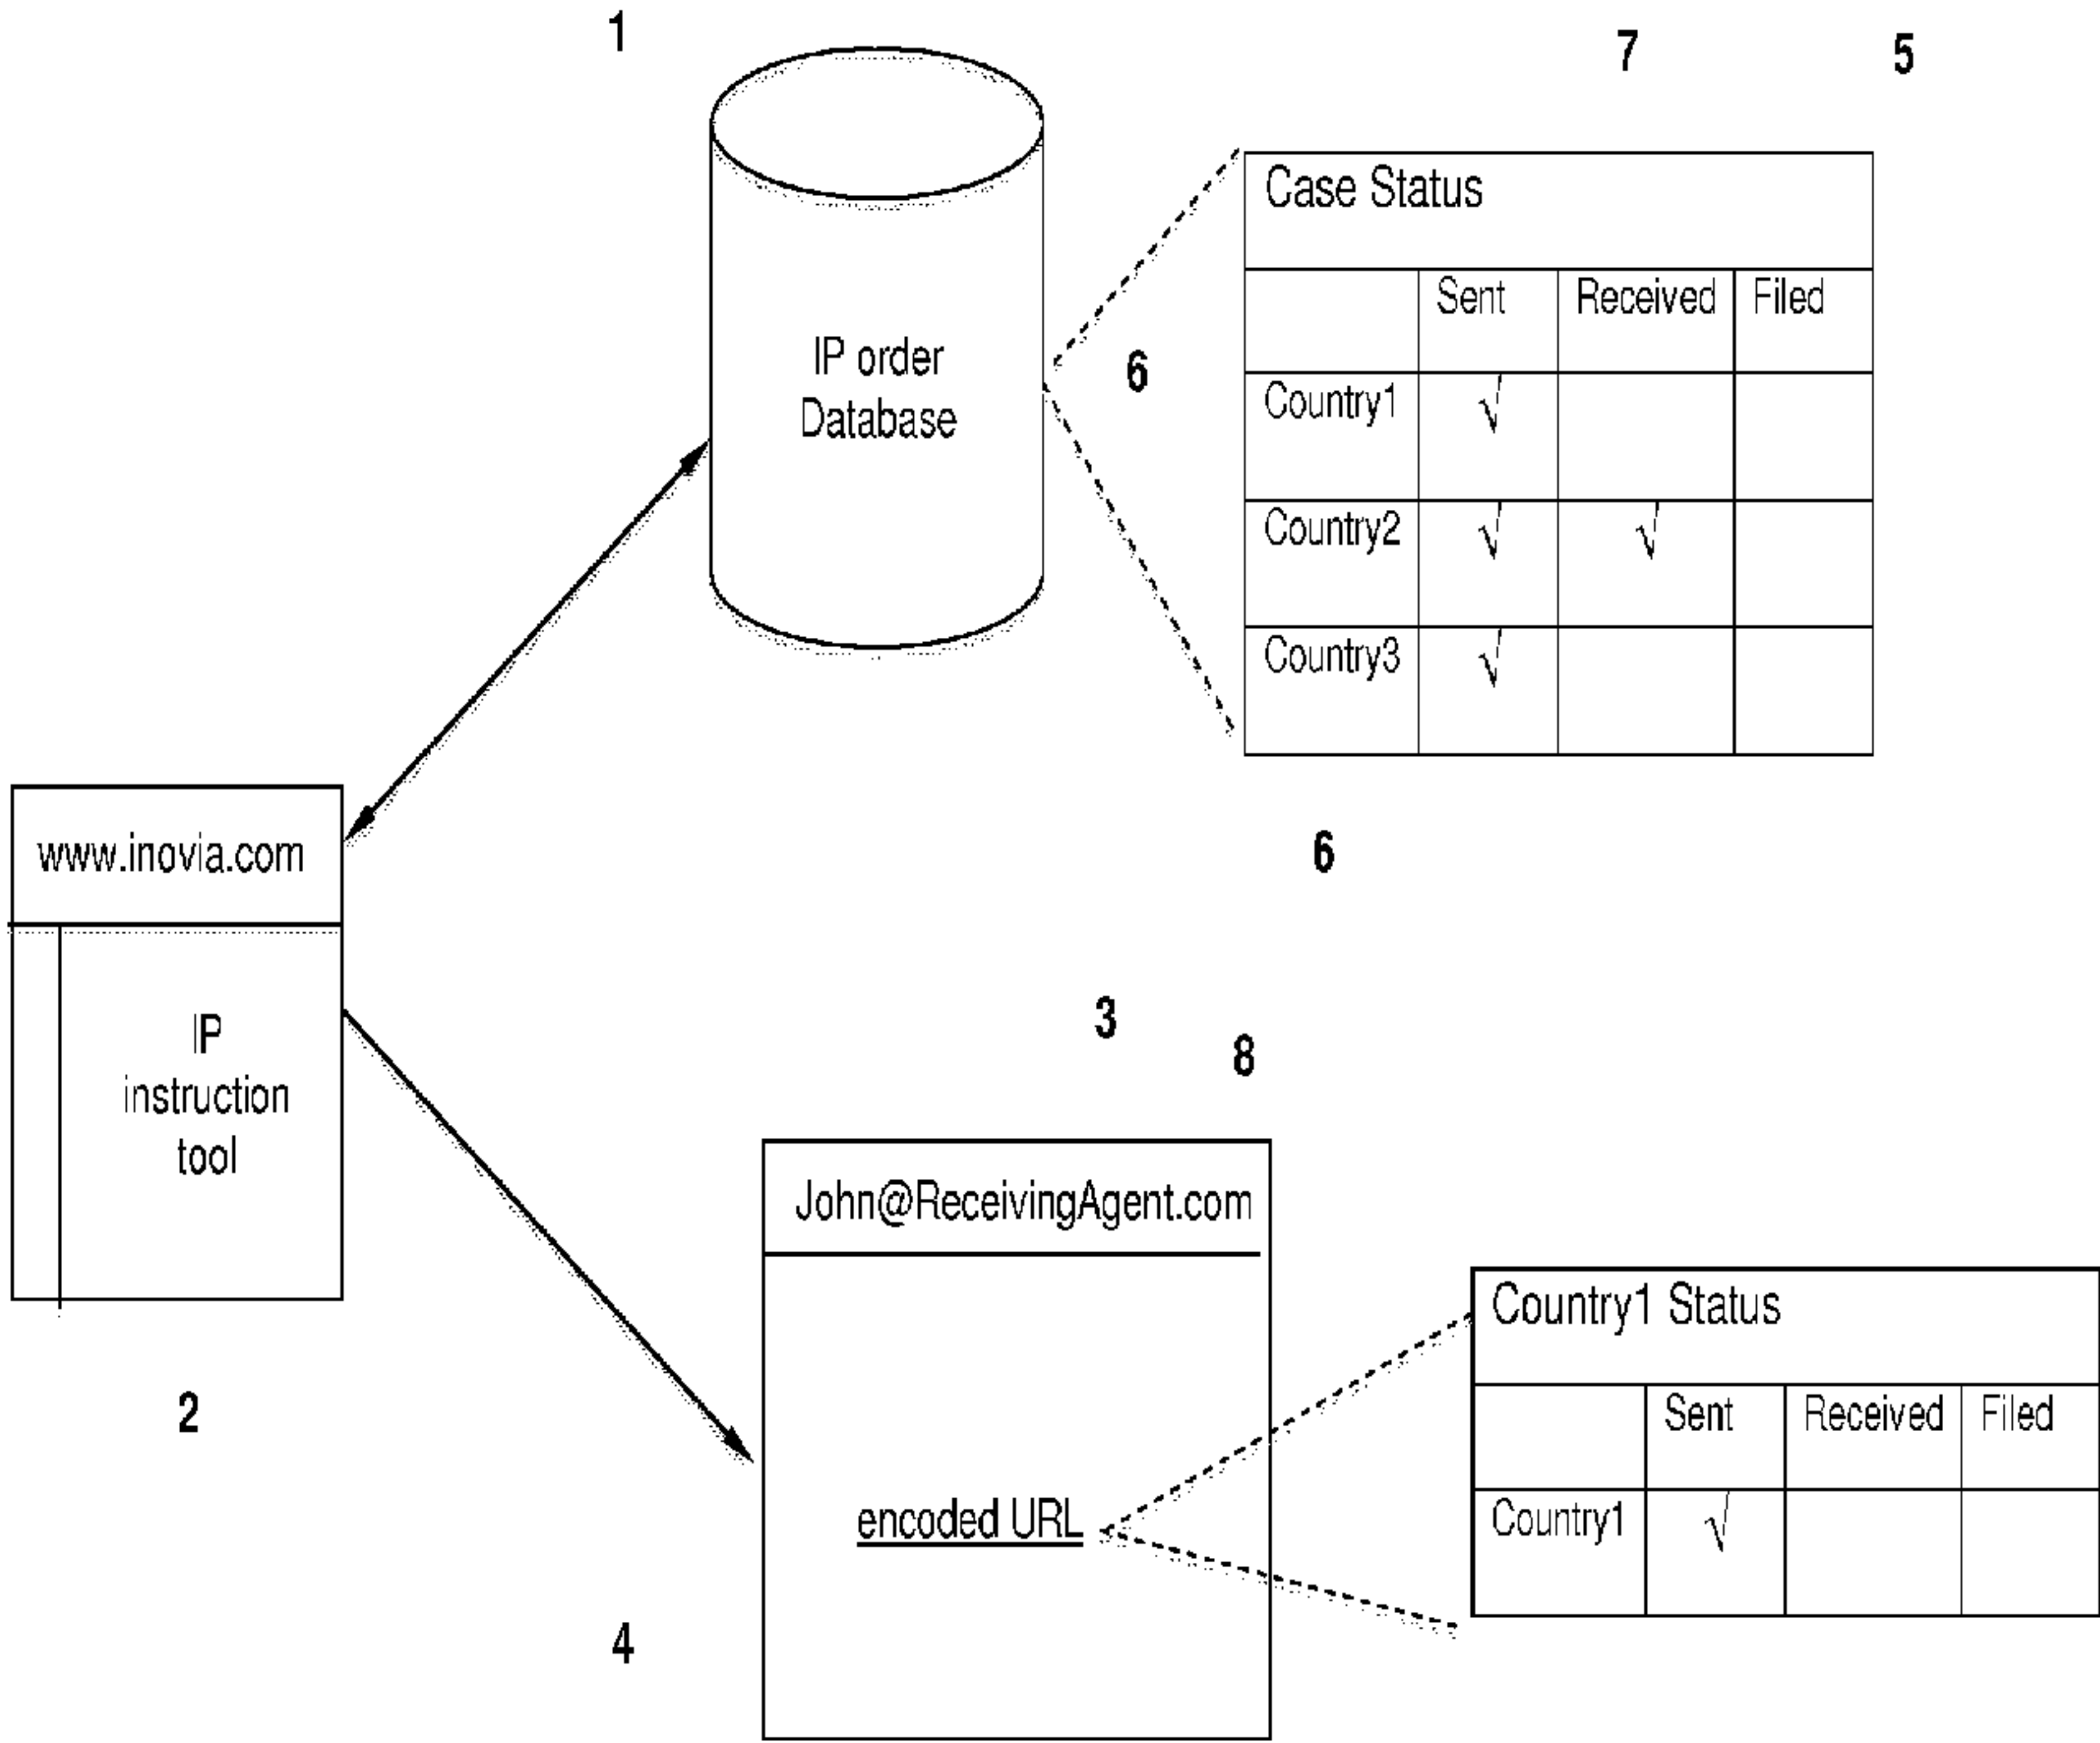 1
7
5
IP order
Database
6
Case Status
Sent Received Filed
Country1 √
Country2 √ √
Country3 √
www.inovia.com
IP
instruction
tool
2
6
3
8
John@ReceivingAgent.com
encoded URL
4
Country1 Status
Sent Received Filed
Country1 √